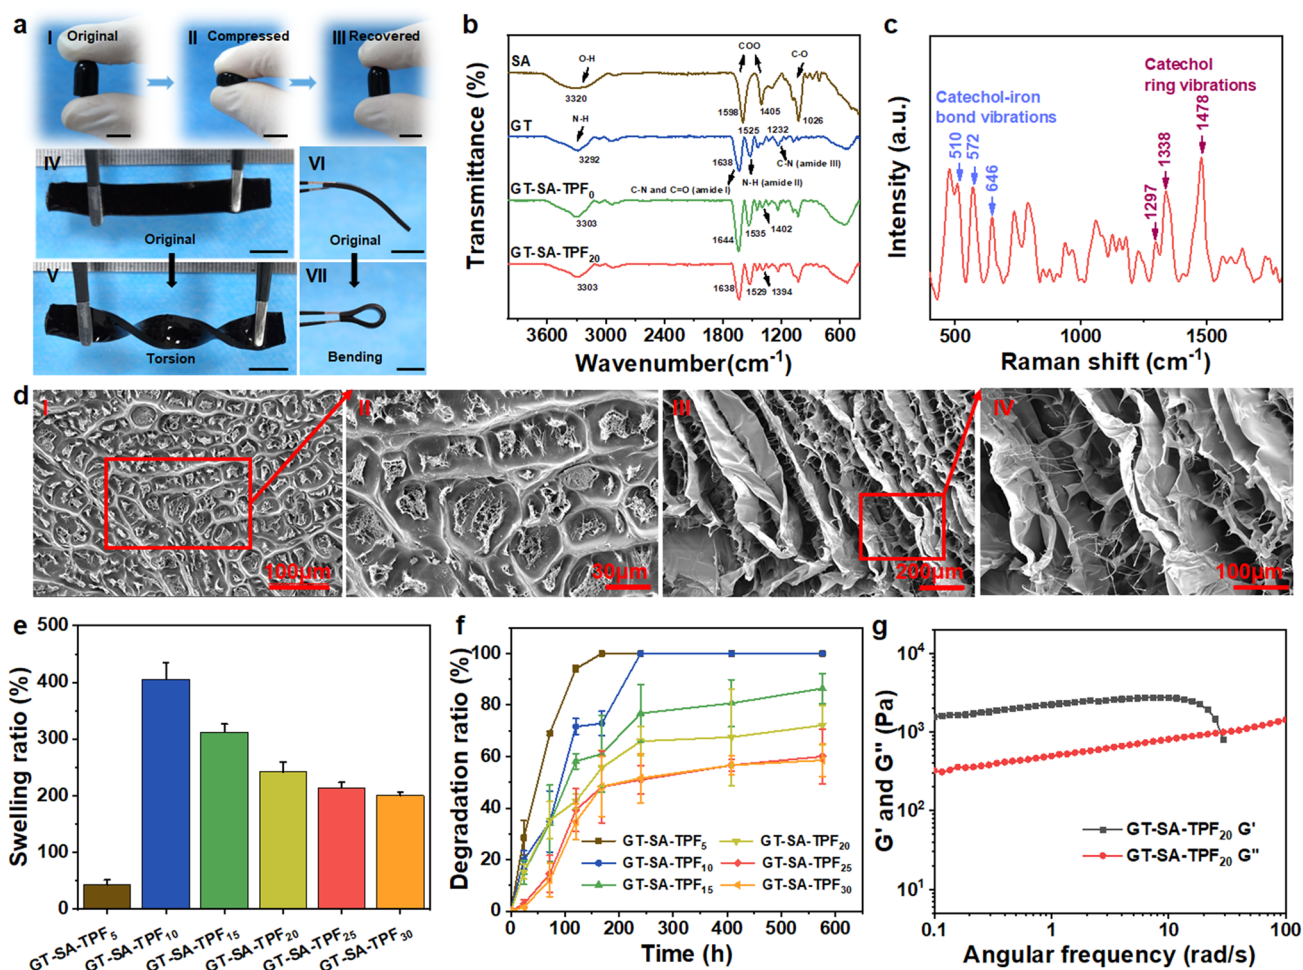 a
I
Original
II
Compressed
III
Recovered
IV
Original
V
Torsion
VI
Original
VII
Bending
b
Transmittance (%)
SA
O-H
3320
COO
C-O
1598
1405
1026
GT
N-H
3292
1525
1232
1638
C-N (amide III)
N-H (amide II)
C-N and C=O (amide I)
GT-SA-TPF0
3303
1644
1535
1402
GT-SA-TPF20
3303
1638
1529
1394
3600
3000
2400
1800
1200
600
Wavenumber(cm-1)
c
Intensity (a.u.)
Catechol-iron
bond vibrations
510
572
646
Catechol
ring vibrations
1297
1338
1478
500
1000
1500
Raman shift (cm-1)
d
I
100μm
II
30μm
III
200μm
IV
100μm
e
Swelling ratio (%)
500
400
300
200
100
0
GT-SA-TPF5
GT-SA-TPF10
GT-SA-TPF15
GT-SA-TPF20
GT-SA-TPF25
GT-SA-TPF30
f
Degradation ratio (%)
100
80
60
40
20
0
GT-SA-TPF5
GT-SA-TPF10
GT-SA-TPF15
GT-SA-TPF20
GT-SA-TPF25
GT-SA-TPF30
0
100
200
300
400
500
600
Time (h)
g
G' and G" (Pa)
10^4
10^3
10^2
10^1
GT-SA-TPF20 G'
GT-SA-TPF20 G"
0.1
1
10
100
Angular frequency (rad/s)